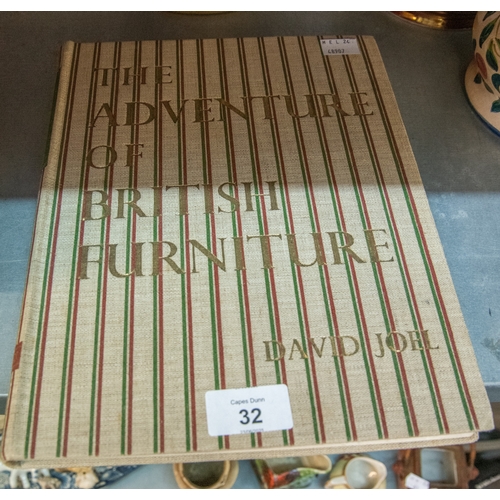 THE
ADVENTURE
OF
BRITISH
FURNITURE
DAVID JOEL
Capes Dunn
32